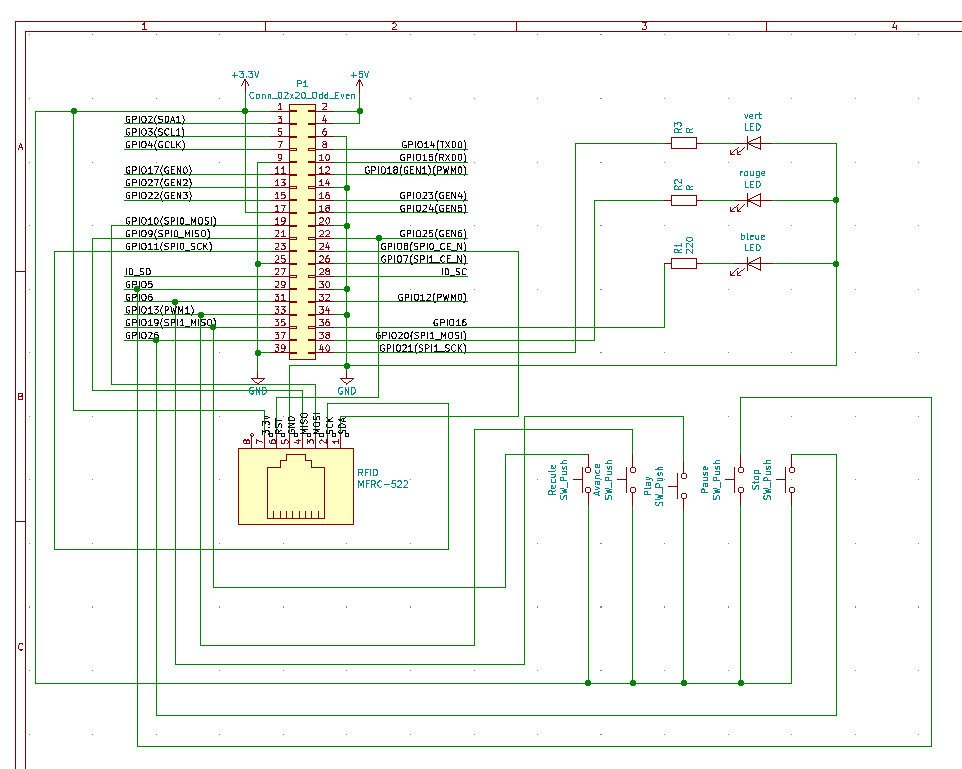 1 2 3 4
A
B
C
+3.3V
+5V
P1
Conn_02x20_Odd_Even
1 2
GPIO2(SDA1) 3 4
GPIO3(SCL1) 5 6
GPIO4(GCLK) 7 8 GPIO14(TXD0)
9 10 GPIO15(RXD0)
GPIO17(GEN0) 11 12 GPIO18(GEN1)(PWM0)
GPIO27(GEN2) 13 14
GPIO22(GEN3) 15 16 GPIO23(GEN4)
17 18 GPIO24(GEN5)
GPIO10(SPI0_MOSI) 19 20
GPIO9(SPI0_MISO) 21 22 GPIO25(GEN6)
GPIO11(SPI0_SCK) 23 24 GPIO8(SPI0_CE_N)
25 26 GPIO7(SPI1_CE_N)
ID_SD 27 28 ID_SC
GPIO5 29 30
GPIO6 31 32 GPIO12(PWM0)
GPIO13(PWM1) 33 34
GPIO19(SPI1_MISO) 35 36 GPIO16
GPIO26 37 38 GPIO20(SPI1_MOSI)
39 40 GPIO21(SPI1_SCK)
GND
GND
R3
R
vert
LED
R2
R
rouge
LED
R1
220
bleue
LED
3.3V
RST
GND
MISO
MOSI
SCK
SDA
8 7 6 5 4 3 2 1
RFID
MFRC-522
Recule
SW_Push
Avance
SW_Push
Play
SW_Push
Pause
SW_Push
Stop
SW_Push